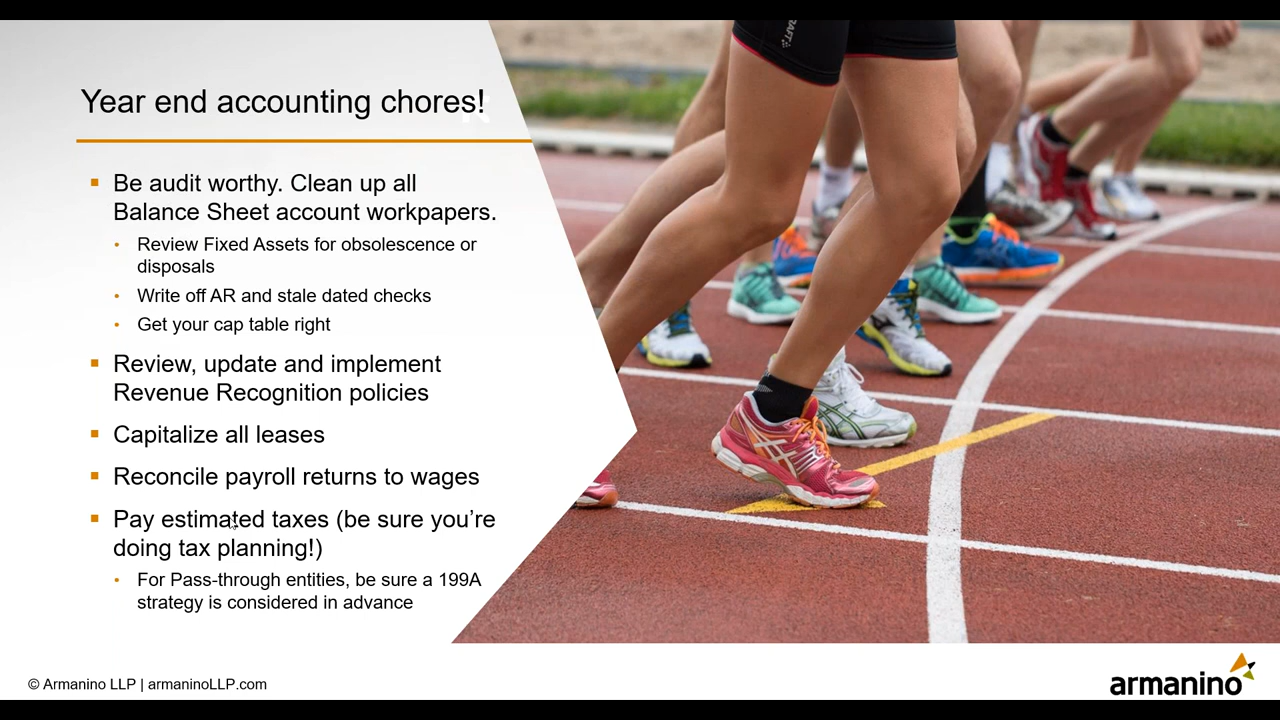 Year end accounting chores!
Be audit worthy. Clean up all
Balance Sheet account workpapers.
Review Fixed Assets for obsolescence or
disposals
Write off AR and stale dated checks
Get your cap table right
Review, update and implement
Revenue Recognition policies
Capitalize all leases
Reconcile payroll returns to wages
Pay estimated taxes (be sure you’re
doing tax planning!)
For Pass-through entities, be sure a 199A
strategy is considered in advance
© Armanino LLP | armaninoLLP.com
armanino